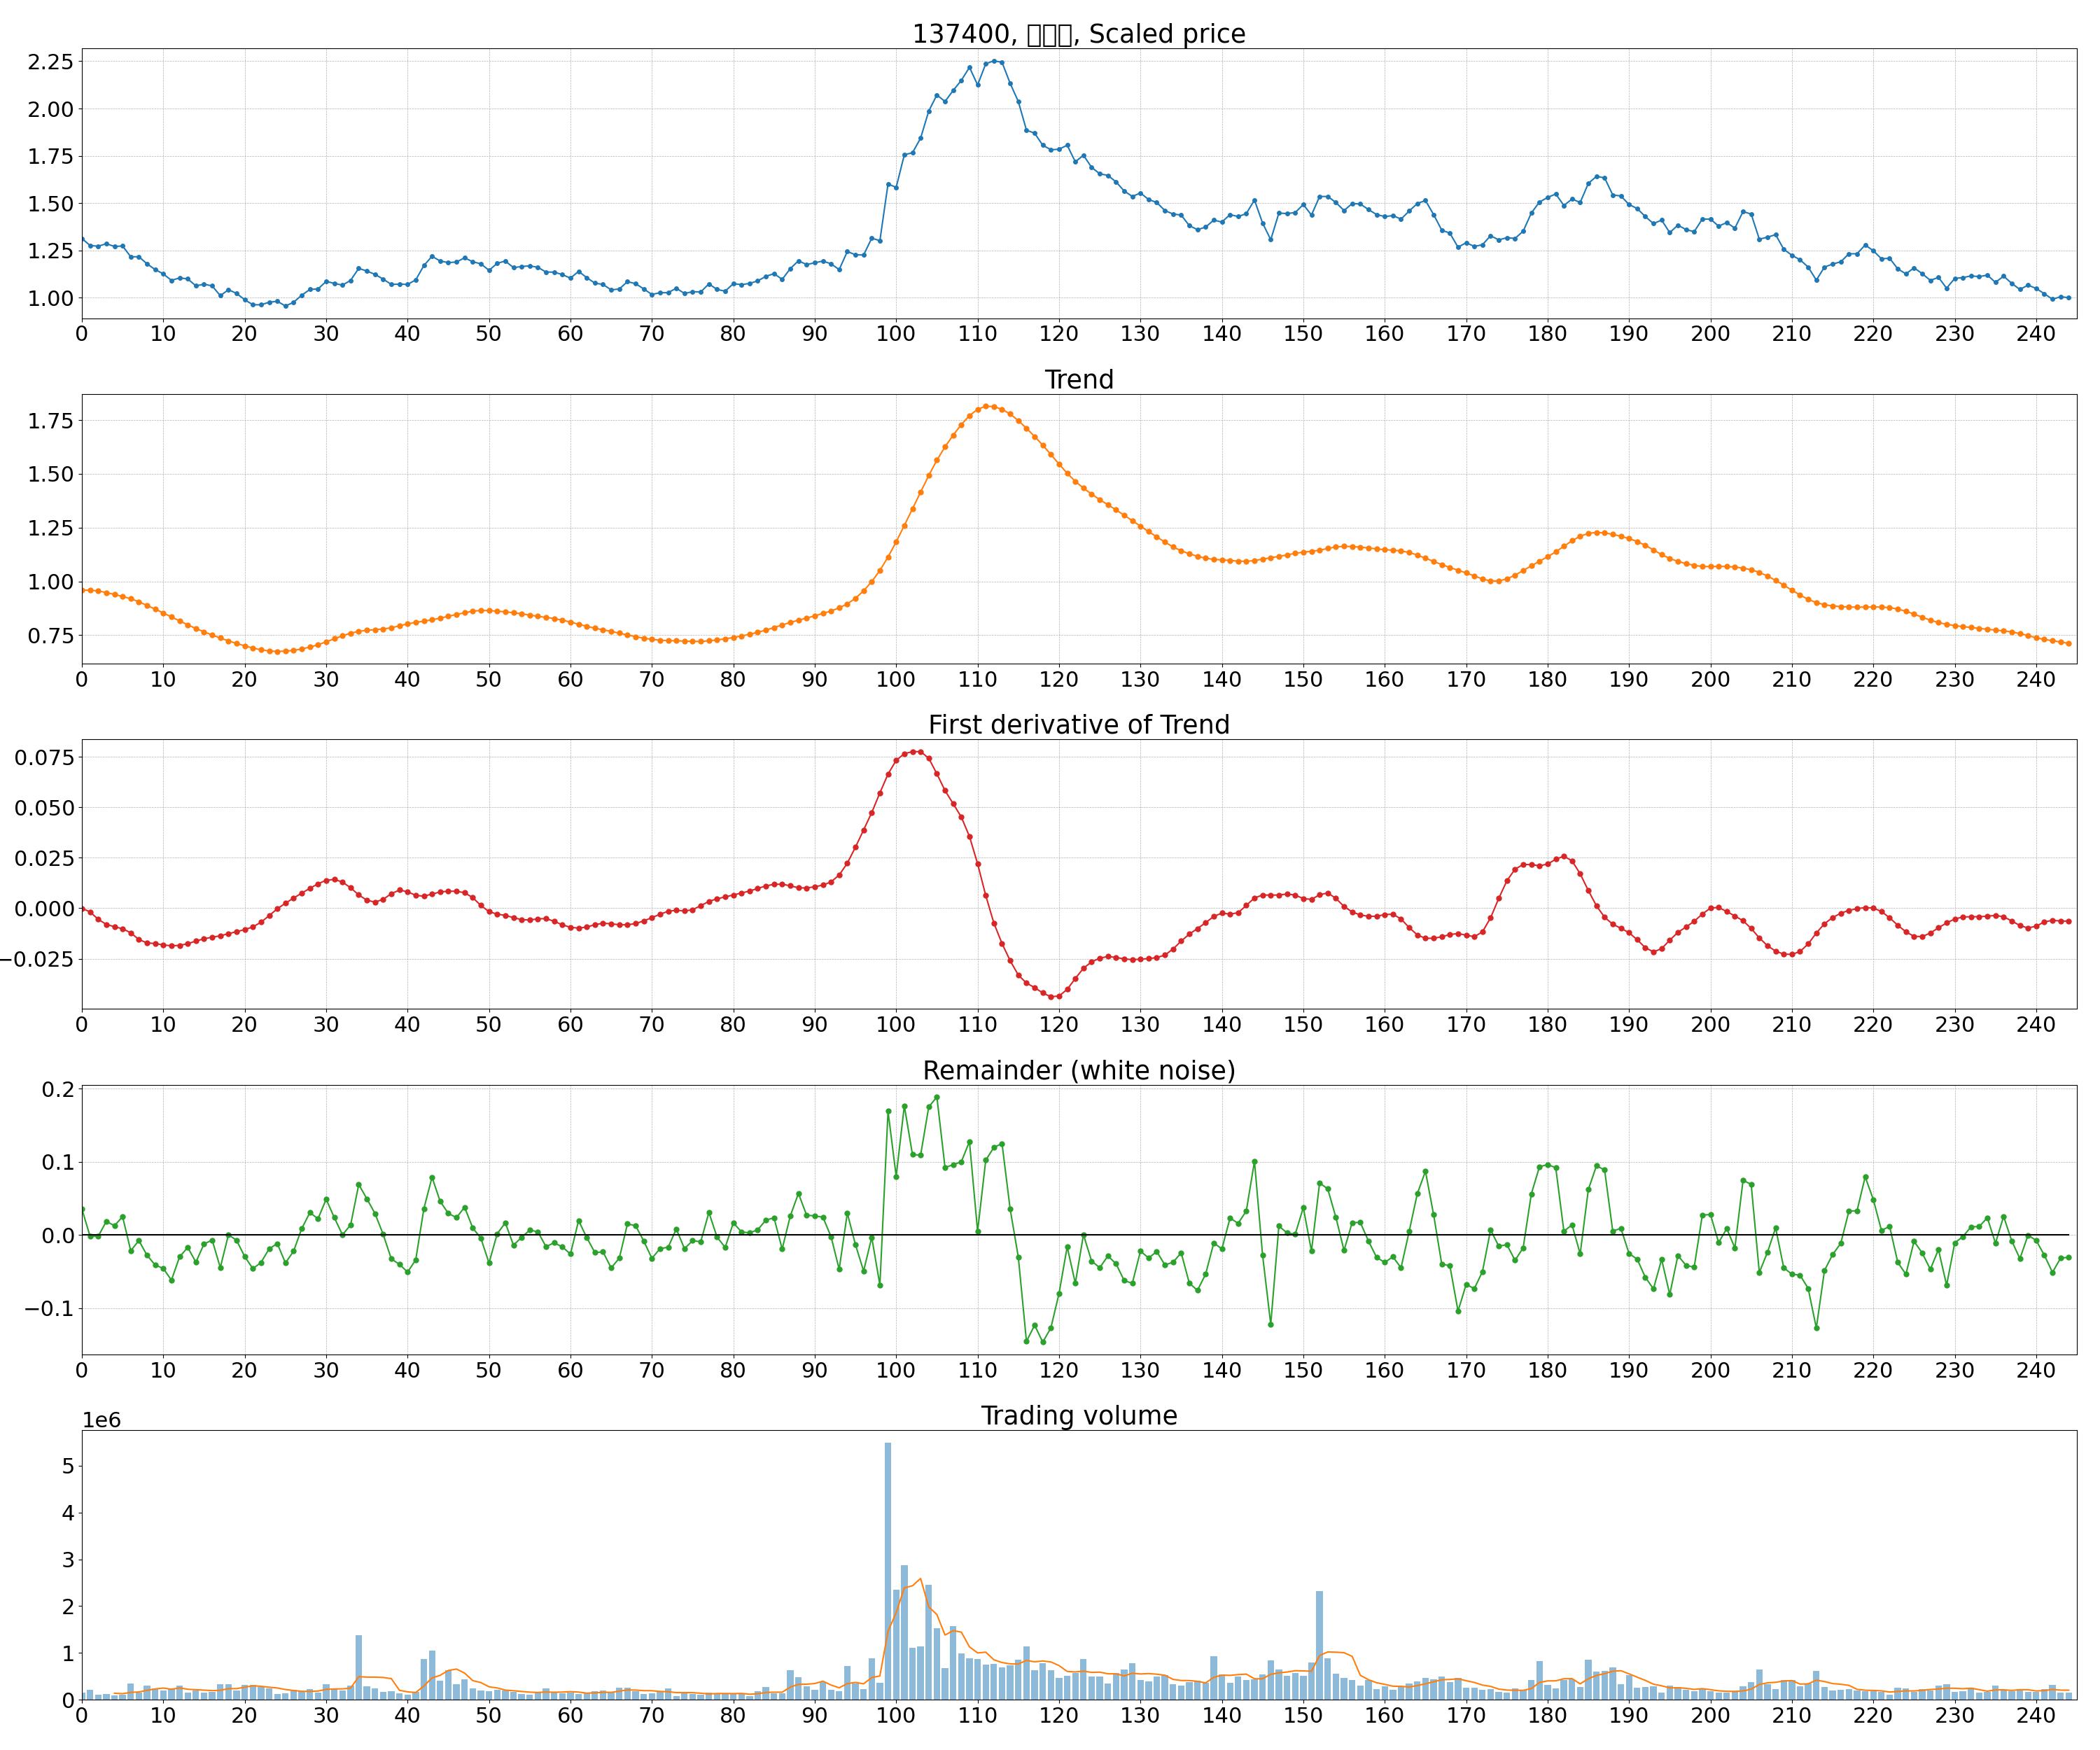 137400, □□□, Scaled price
2.25
2.00
1.75
1.50
1.25
1.00
0 10 20 30 40 50 60 70 80 90 100 110 120 130 140 150 160 170 180 190 200 210 220 230 240
Trend
1.75
1.50
1.25
1.00
0.75
0 10 20 30 40 50 60 70 80 90 100 110 120 130 140 150 160 170 180 190 200 210 220 230 240
First derivative of Trend
0.075
0.050
0.025
0.000
−0.025
0 10 20 30 40 50 60 70 80 90 100 110 120 130 140 150 160 170 180 190 200 210 220 230 240
Remainder (white noise)
0.2
0.1
0.0
−0.1
0 10 20 30 40 50 60 70 80 90 100 110 120 130 140 150 160 170 180 190 200 210 220 230 240
Trading volume
1e6
5
4
3
2
1
0
0 10 20 30 40 50 60 70 80 90 100 110 120 130 140 150 160 170 180 190 200 210 220 230 240